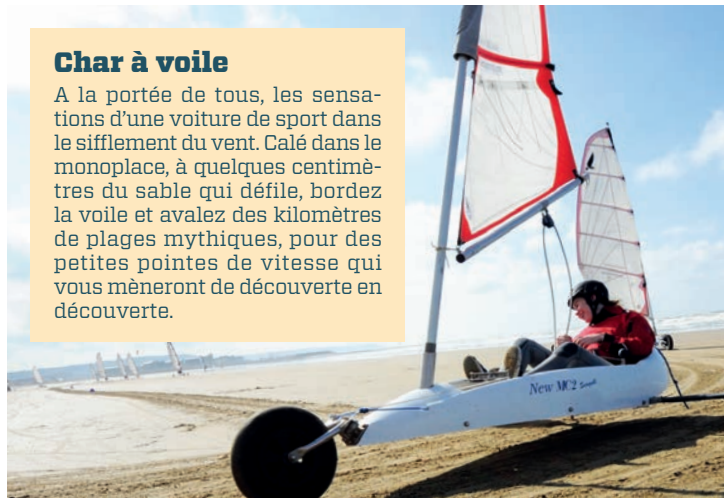 Char à voile
A la portée de tous, les sensa-
tions d'une voiture de sport dans
le sifflement du vent. Calé dans le
monoplace, à quelques centimè-
tres du sable qui défile, bordez
la voile et avalez des kilomètres
de plages mythiques, pour des
petites pointes de vitesse qui
vous mèneront de découverte en
découverte.
New MC2